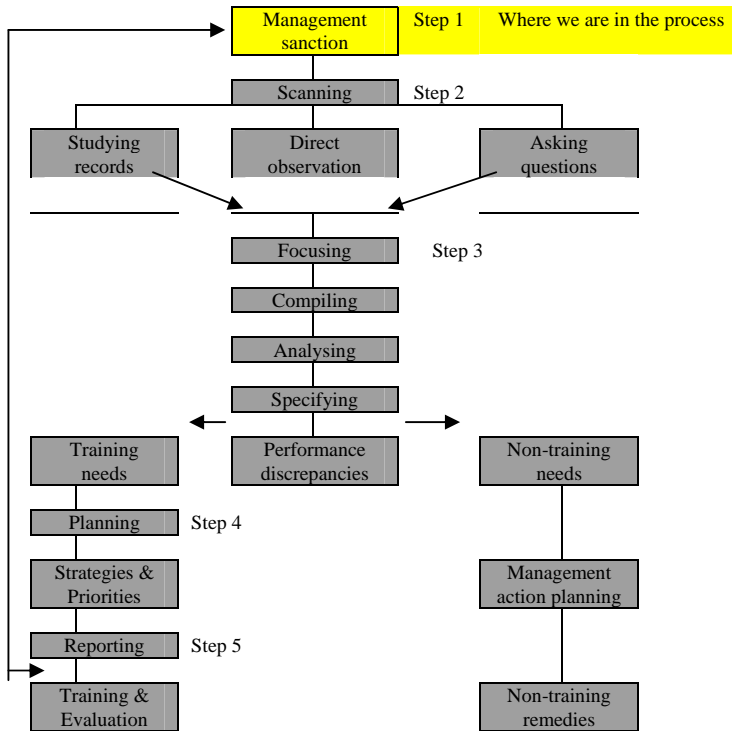 Management sanction Step 1 Where we are in the process
Scanning Step 2
Studying records
Direct observation
Asking questions
Focusing Step 3
Compiling
Analysing
Specifying
Training needs
Performance discrepancies
Non-training needs
Planning Step 4
Strategies & Priorities
Management action planning
Reporting Step 5
Training & Evaluation
Non-training remedies